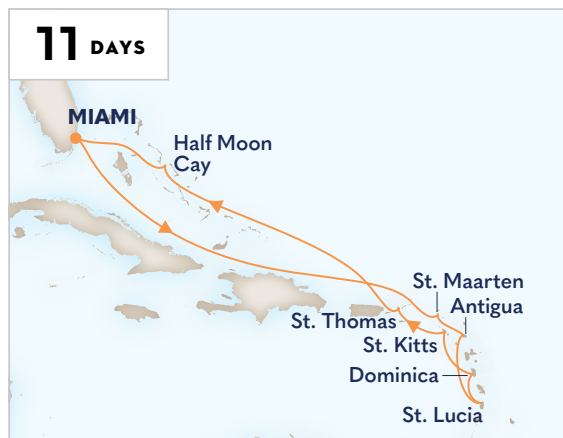 11 DAYS
MIAMI
Half Moon
Cay
St. Maarten
Antigua
St. Thomas
St. Kitts
Dominica
St. Lucia